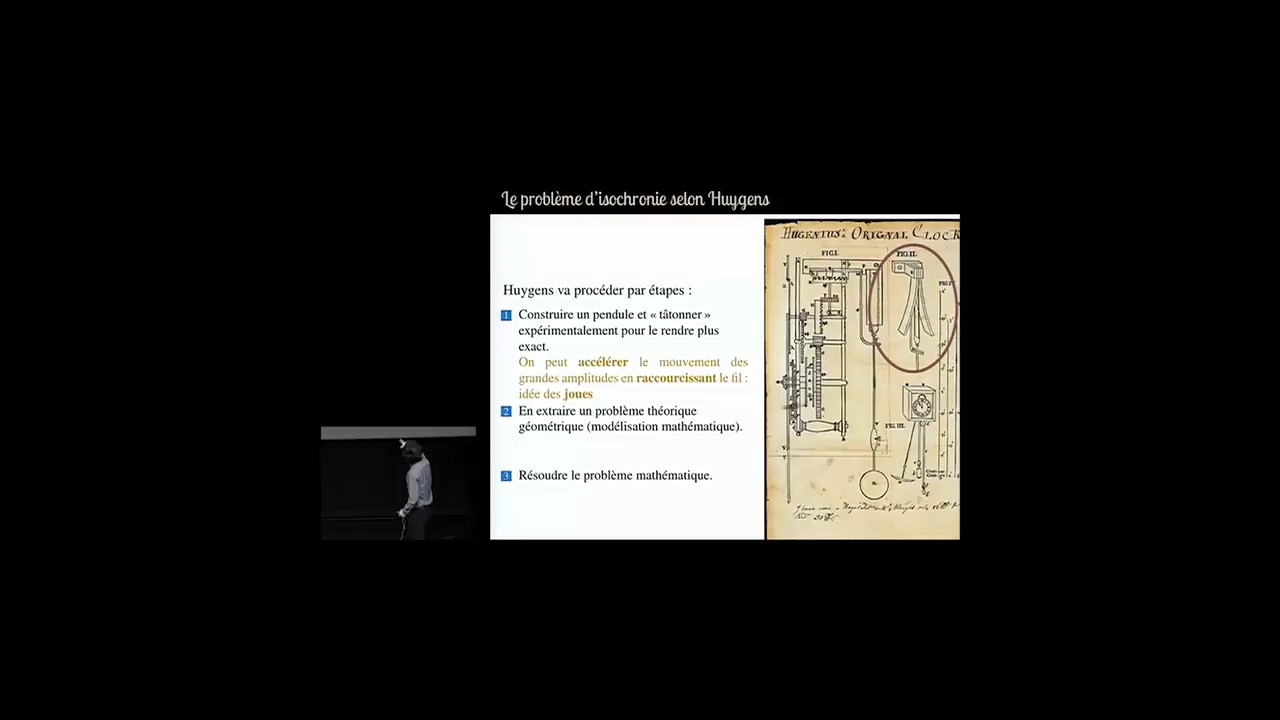 Le problème d'isochronie selon Huygens
Huygens va procéder par étapes :
1 Construire un pendule et « tâtonner »
expérimentalement pour le rendre plus
exact.
On peut accélérer le mouvement des
grandes amplitudes en raccourcissant le fil :
idée des joues
2 En extraire un problème théorique
géométrique (modélisation mathématique).
3 Résoudre le problème mathématique.
HUGENIUS's ORIGNAL CLOCK
FIG I.
FIG II.
FIG III.